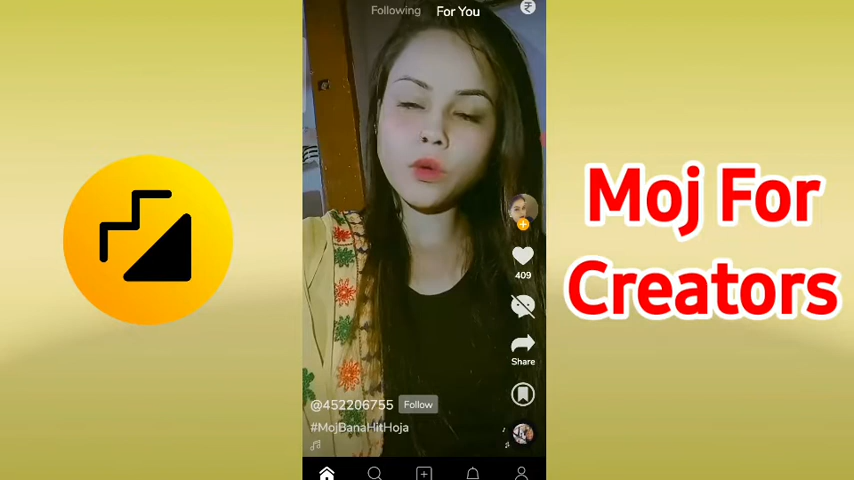 Following For You
₹
Moj For
Creators
409
Share
@452206755 Follow
#MojBanaHitHoja